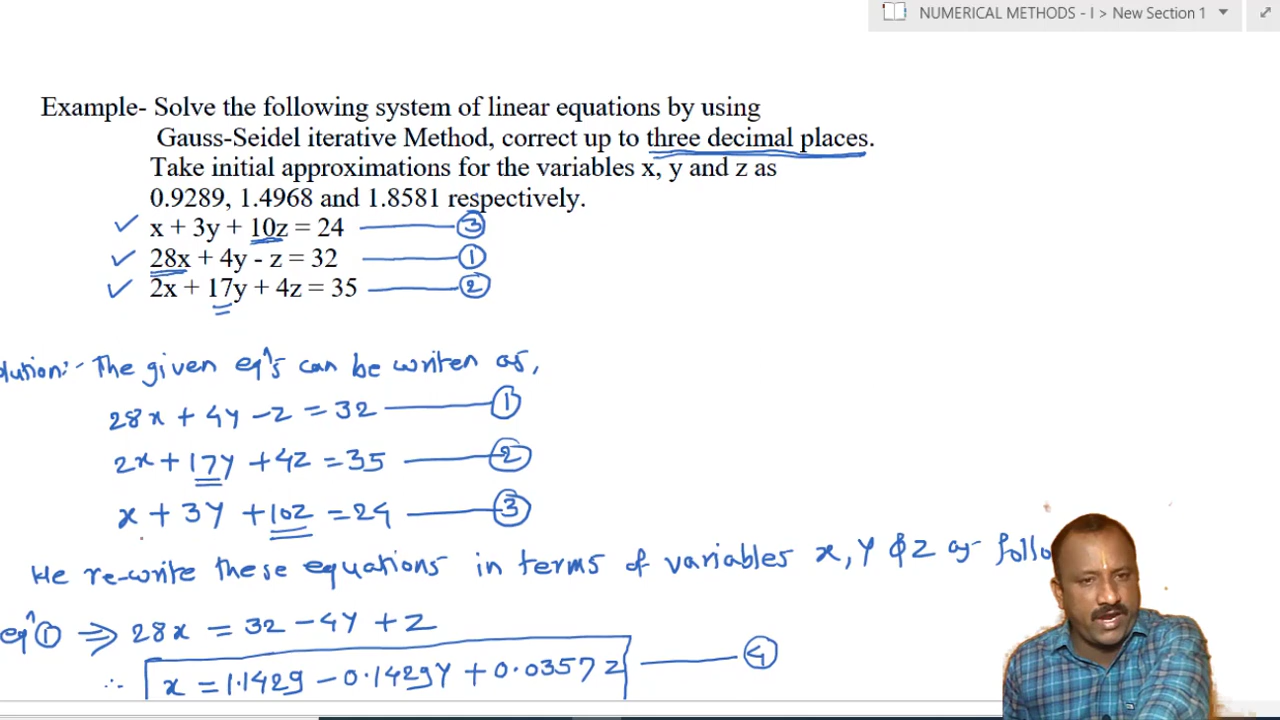 NUMERICAL METHODS - I > New Section 1
Example- Solve the following system of linear equations by using
Gauss-Seidel iterative Method, correct up to three decimal places.
Take initial approximations for the variables x, y and z as
0.9289, 1.4968 and 1.8581 respectively.
✓ x + 3y + 10z = 24 ③
✓ 28x + 4y - z = 32 ①
✓ 2x + 17y + 4z = 35 ②
olution:- The given eqⁿs can be writen as,
28x + 4y - z = 32 ①
2x + 17y + 4z = 35 ②
x + 3y + 10z = 24 ③
We re-write these equations in terms of variables x, y & z as follo
eqⁿ ① ⇒ 28x = 32 - 4y + z
∴ x = 1.1429 - 0.1429y + 0.0357z ④